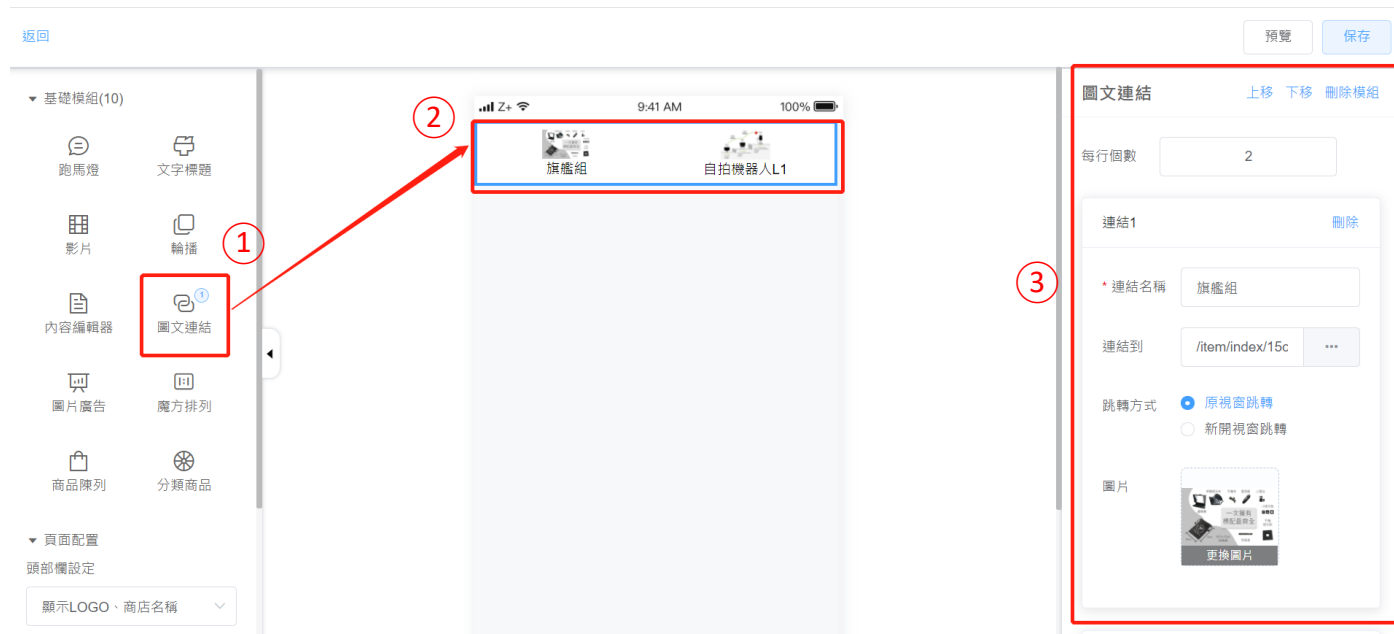 返回
預覽
保存
▼ 基礎模組(10)
跑馬燈
文字標題
影片
輪播
①
內容編輯器
1
圖文連結
圖片廣告
魔方排列
商品陳列
分類商品
▼ 頁面配置
頭部欄設定
顯示LOGO、商店名稱
②
Z+
9:41 AM
100%
旗艦組
自拍機器人L1
③
圖文連結
上移 下移 刪除模組
每行個數
2
連結1
刪除
* 連結名稱
旗艦組
連結到
/item/index/15c
...
跳轉方式
原視窗跳轉
新開視窗跳轉
圖片
一次擁有
更換圖片